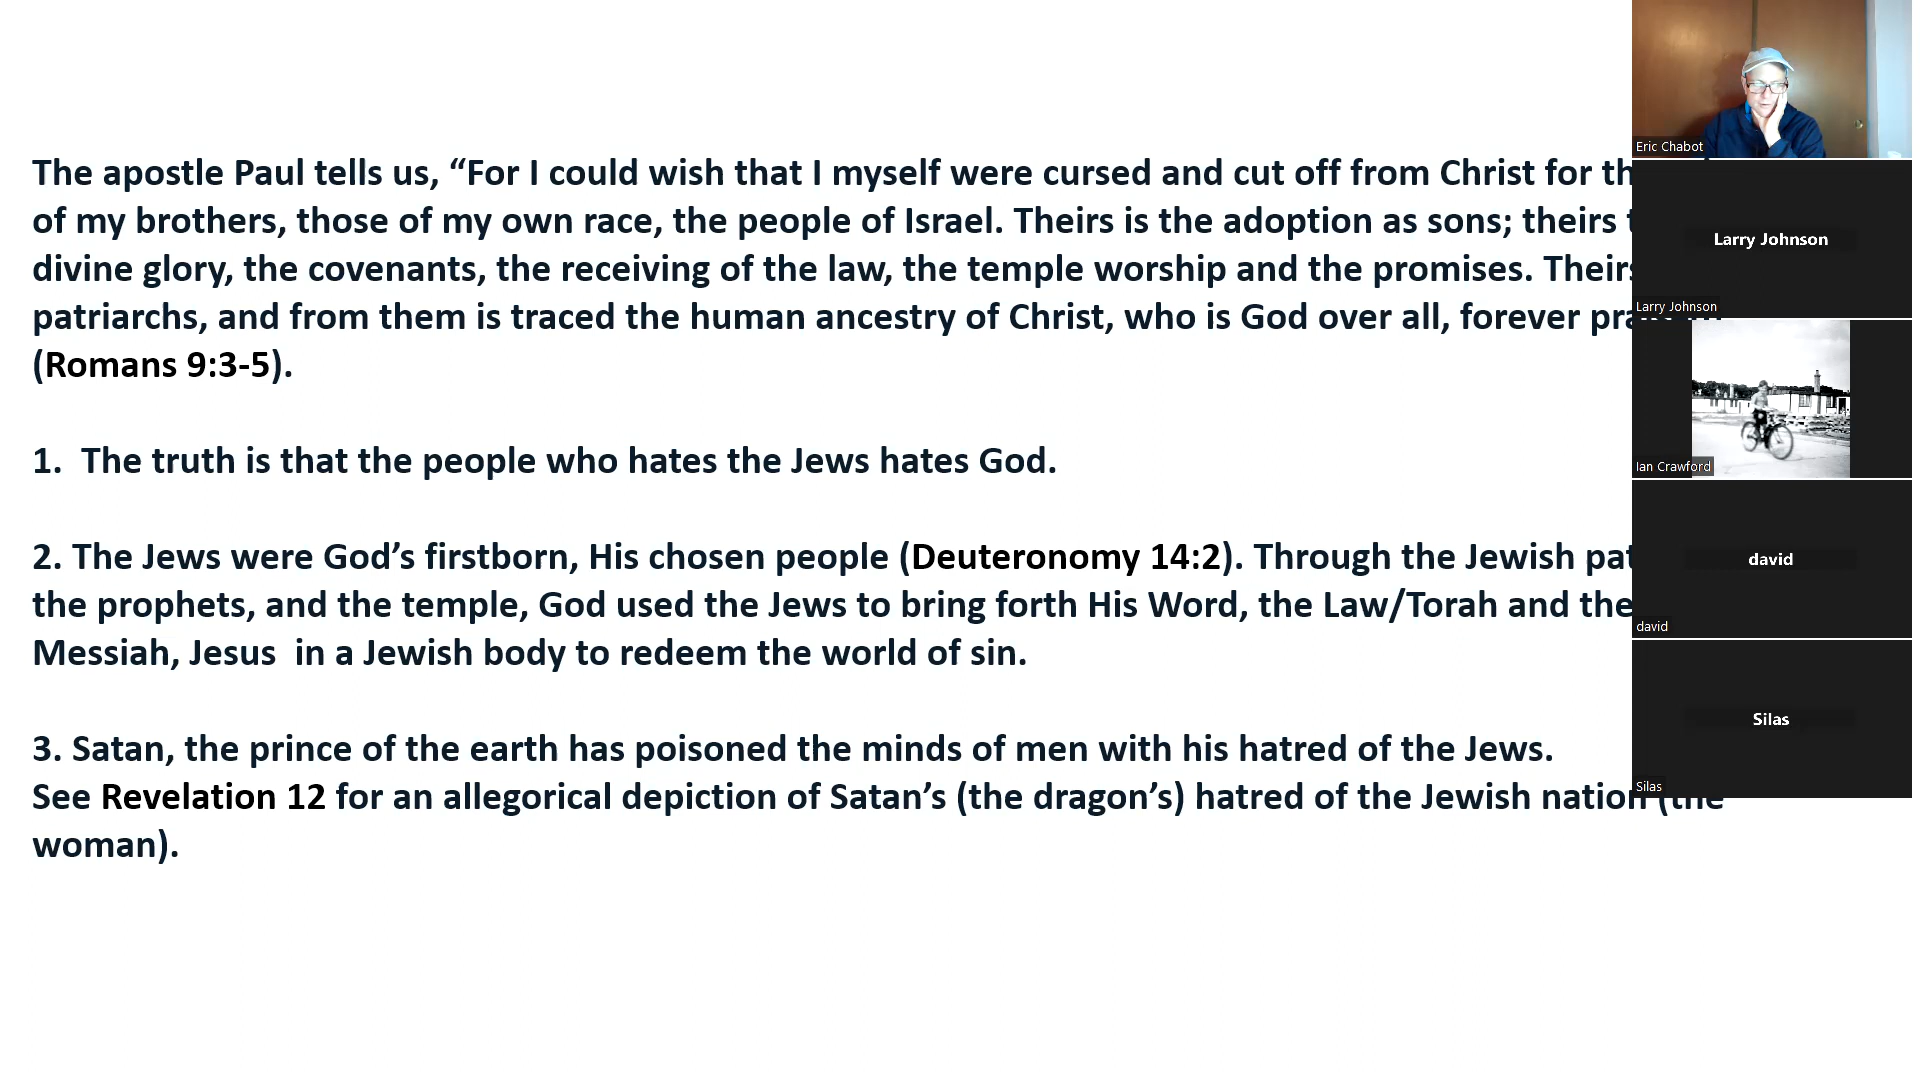 The apostle Paul tells us, “For I could wish that I myself were cursed and cut off from Christ for
of my brothers, those of my own race, the people of Israel. Theirs is the adoption as sons; theirs
divine glory, the covenants, the receiving of the law, the temple worship and the promises. Theirs
patriarchs, and from them is traced the human ancestry of Christ, who is God over all, forever
(Romans 9:3-5).
1. The truth is that the people who hates the Jews hates God.
2. The Jews were God’s firstborn, His chosen people (Deuteronomy 14:2). Through the Jewish
the prophets, and the temple, God used the Jews to bring forth His Word, the Law/Torah and the
Messiah, Jesus in a Jewish body to redeem the world of sin.
3. Satan, the prince of the earth has poisoned the minds of men with his hatred of the Jews.
See Revelation 12 for an allegorical depiction of Satan’s (the dragon’s) hatred of the Jewish nation (the
woman).
Eric Chabot
Larry Johnson
Larry Johnson
Ian Crawford
david
david
Silas
Silas